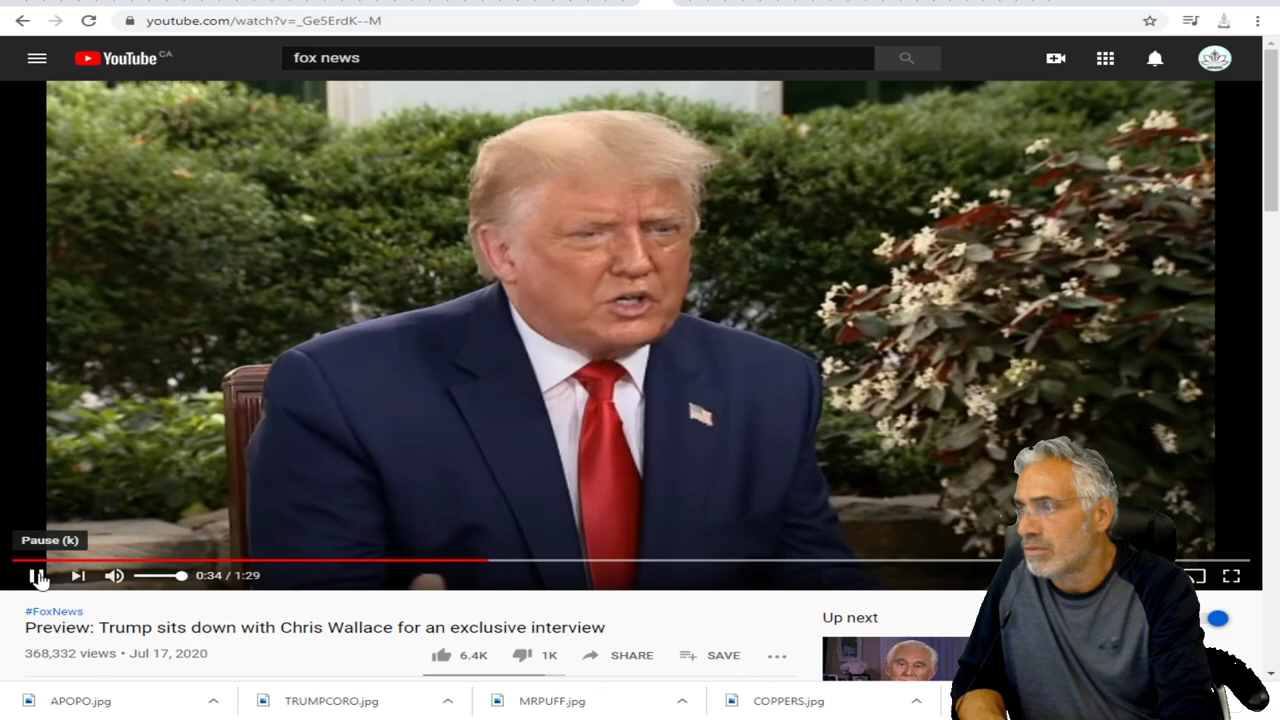 youtube.com/watch?v=_Ge5ErdK--M
YouTube CA
fox news
Pause (k)
0:34 / 1:29
#FoxNews
Preview: Trump sits down with Chris Wallace for an exclusive interview
Up next
368,332 views • Jul 17, 2020
6.4K
1K
SHARE
SAVE
APOPO.jpg
TRUMPCORO.jpg
MRPUFF.jpg
COPPERS.jpg